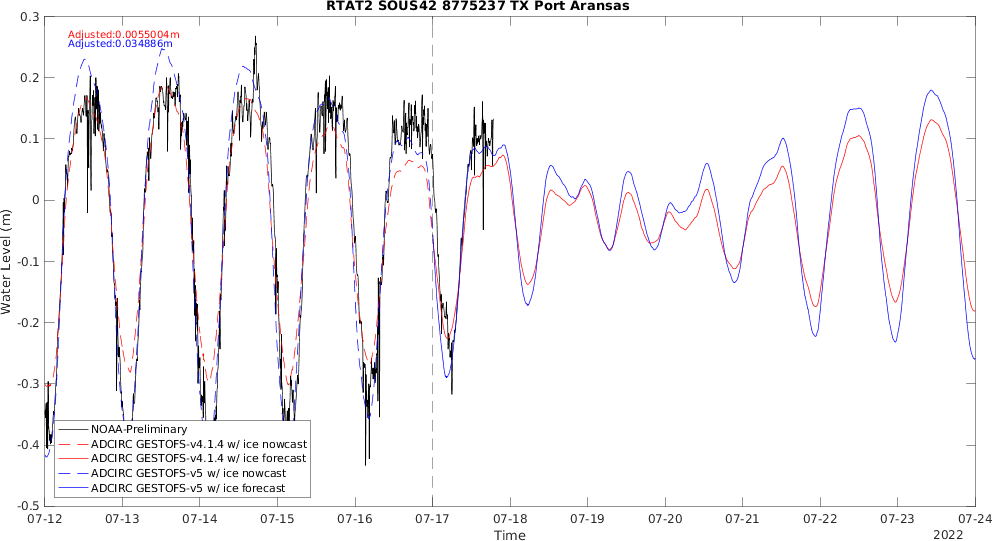 RTAT2 SOUS42 8775237 TX Port Aransas
Adjusted:0.0055004m
Adjusted:0.034886m
0.3
0.2
0.1
0
-0.1
-0.2
-0.3
-0.4
-0.5
Water Level (m)
NOAA-Preliminary
ADCIRC GESTOFS-v4.1.4 w/ ice nowcast
ADCIRC GESTOFS-v4.1.4 w/ ice forecast
ADCIRC GESTOFS-v5 w/ ice nowcast
ADCIRC GESTOFS-v5 w/ ice forecast
07-12 07-13 07-14 07-15 07-16 07-17 07-18 07-19 07-20 07-21 07-22 07-23 07-24
Time
2022